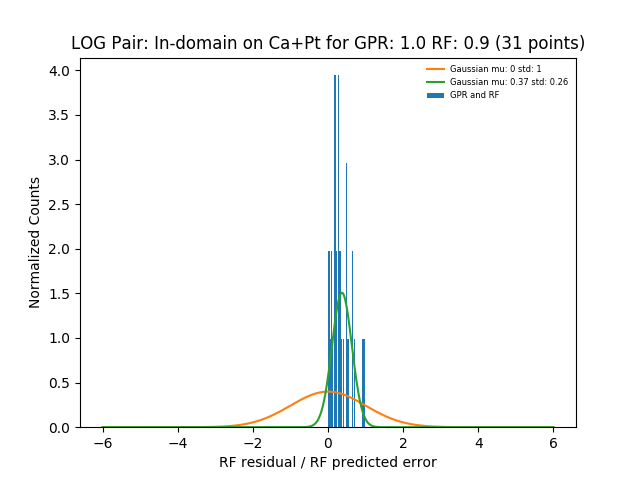 LOG Pair: In-domain on Ca+Pt for GPR: 1.0 RF: 0.9 (31 points)
Gaussian mu: 0 std: 1
Gaussian mu: 0.37 std: 0.26
GPR and RF
Normalized Counts
4.0
3.5
3.0
2.5
2.0
1.5
1.0
0.5
0.0
−6 −4 −2 0 2 4 6
RF residual / RF predicted error